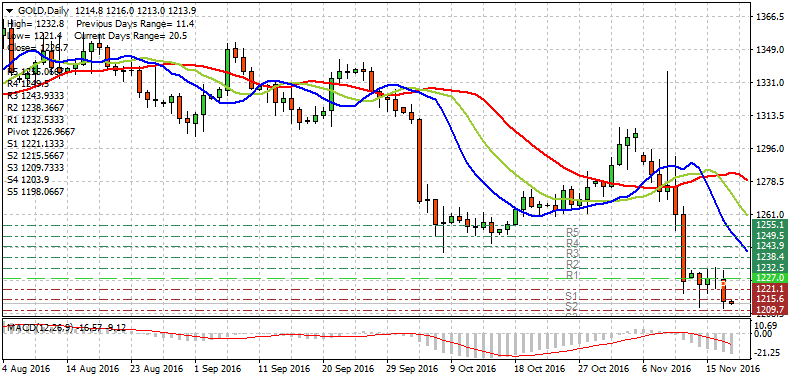 GOLD,Daily 1214.8 1216.0 1213.0 1213.9
High= 1232.8 Previous Days Range= 11.4
Low= 1221.4 Current Days Range= 20.5
Close= 1226.7
R4 1249.5
R3 1243.9333
R2 1238.3667
R1 1232.5333
Pivot 1226.9667
S1 1221.1333
S2 1215.5667
S3 1209.7333
S4 1203.9
S5 1198.0667
R5
R4
R3
R2
R1
S1
S2
1366.5
1349.0
1331.0
1313.5
1296.0
1278.5
1261.0
1255.1
1249.5
1243.9
1238.4
1232.5
1227.0
1221.1
1215.6
1209.7
MACD(12,26,9) -16.57 -9.12
10.69
0.00
-21.25
4 Aug 2016
14 Aug 2016
23 Aug 2016
1 Sep 2016
11 Sep 2016
20 Sep 2016
29 Sep 2016
9 Oct 2016
18 Oct 2016
27 Oct 2016
6 Nov 2016
15 Nov 2016